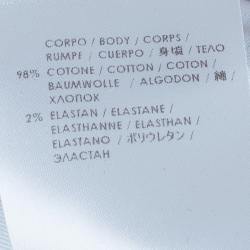 CORPO / BODY / CORPS /
RUMPF / CUERPO / 身頃 / ТЕЛО
98% COTONE / COTTON / COTON /
BAUMWOLLE / ALGODON / 綿 /
ХЛОПОК
2% ELASTAN / ELASTANE /
ELASTHANNE / ELASTHAN /
ELASTANO / ポリウレタン /
ЭЛАСТАН